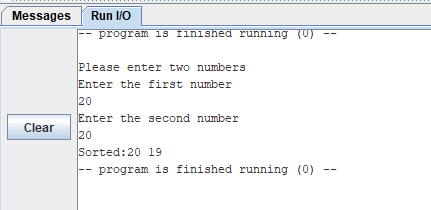 Messages Run I/O
-- program is finished running (0) --
Please enter two numbers
Enter the first number
20
Enter the second number
20
Clear
Sorted:20 19
-- program is finished running (0) --